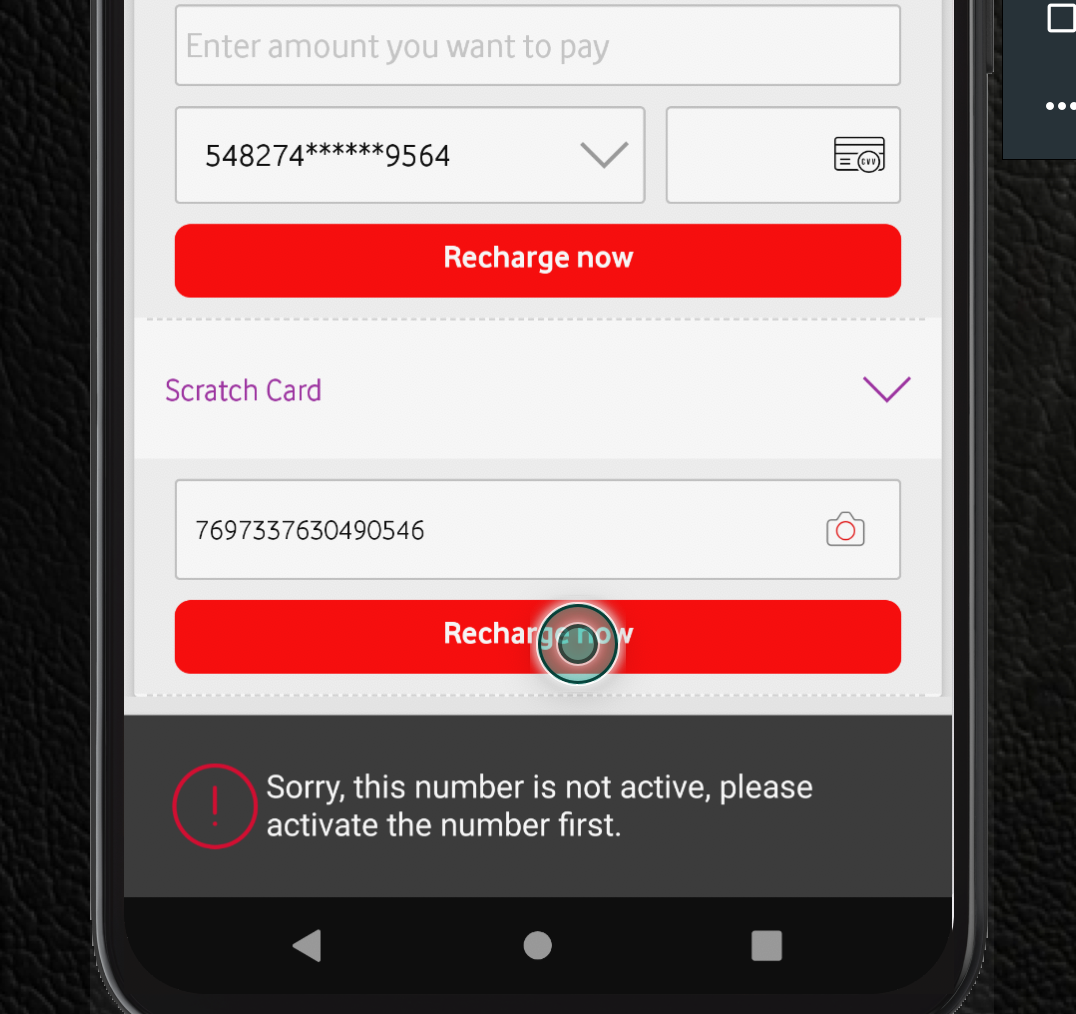 Enter amount you want to pay
548274******9564
CVV
Recharge now
Scratch Card
7697337630490546
Recharge now
Sorry, this number is not active, please
activate the number first.